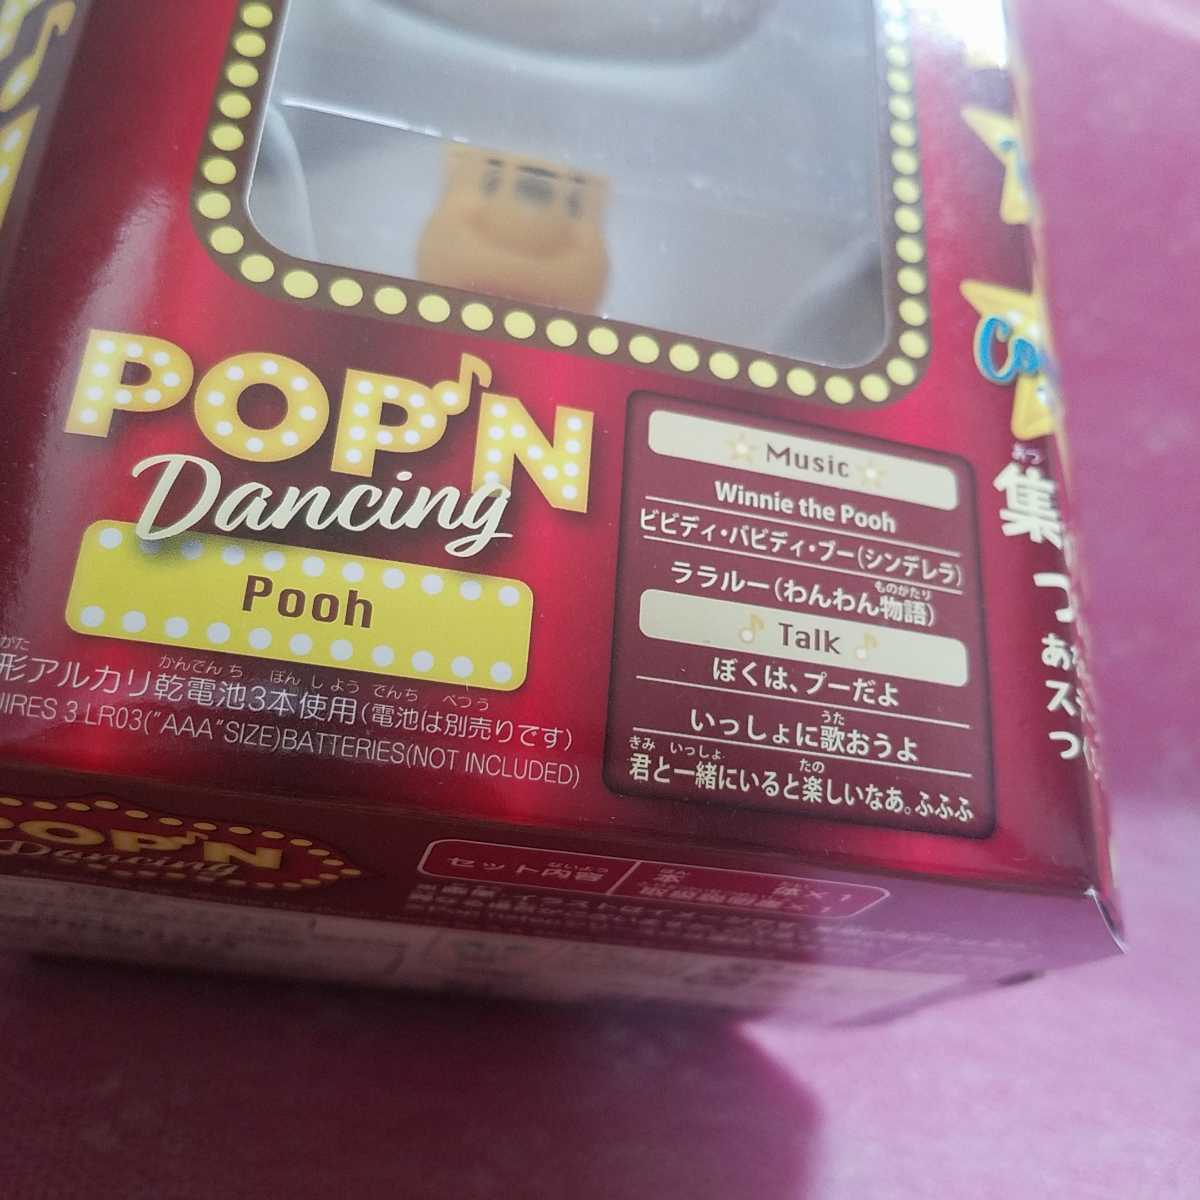 POP'N
Dancing
Pooh
形アルカリ乾電池3本使用(電池は別売りです)
IRES 3 LR03("AAA"SIZE)BATTERIES(NOT INCLUDED)
Music
Winnie the Pooh
ビビディ・バビディ・ブー(シンデレラ)
ララルー(わんわん物語)
Talk
ぼくは、プーだよ
いっしょに歌おうよ
君と一緒にいると楽しいなあ。ふふふ
集
POP'N
Dancing
セット内容